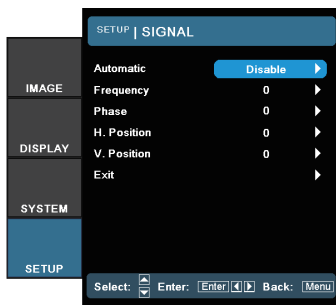 SETUP | SIGNAL
Automatic Disable
Frequency 0
Phase 0
H. Position 0
V. Position 0
Exit
IMAGE
DISPLAY
SYSTEM
SETUP
Select: Enter: Enter Back: Menu